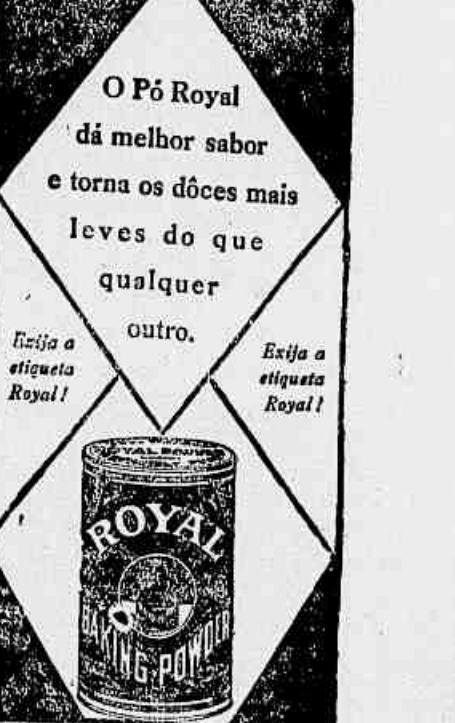 O Pó Royal
dá melhor sabor
e torna os dôces mais
leves do que
qualquer
outro.
Exija a
etiqueta
Royal!
Exija a
etiqueta
Royal!
ROYAL
BAKING POWDER